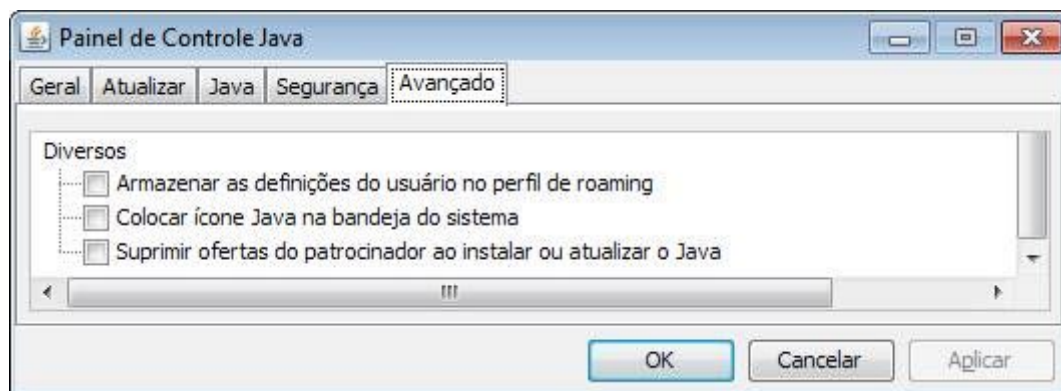 Painel de Controle Java
Geral Atualizar Java Segurança Avançado
Diversos
Armazenar as definições do usuário no perfil de roaming
Colocar ícone Java na bandeja do sistema
Suprimir ofertas do patrocinador ao instalar ou atualizar o Java
OK Cancelar Aplicar